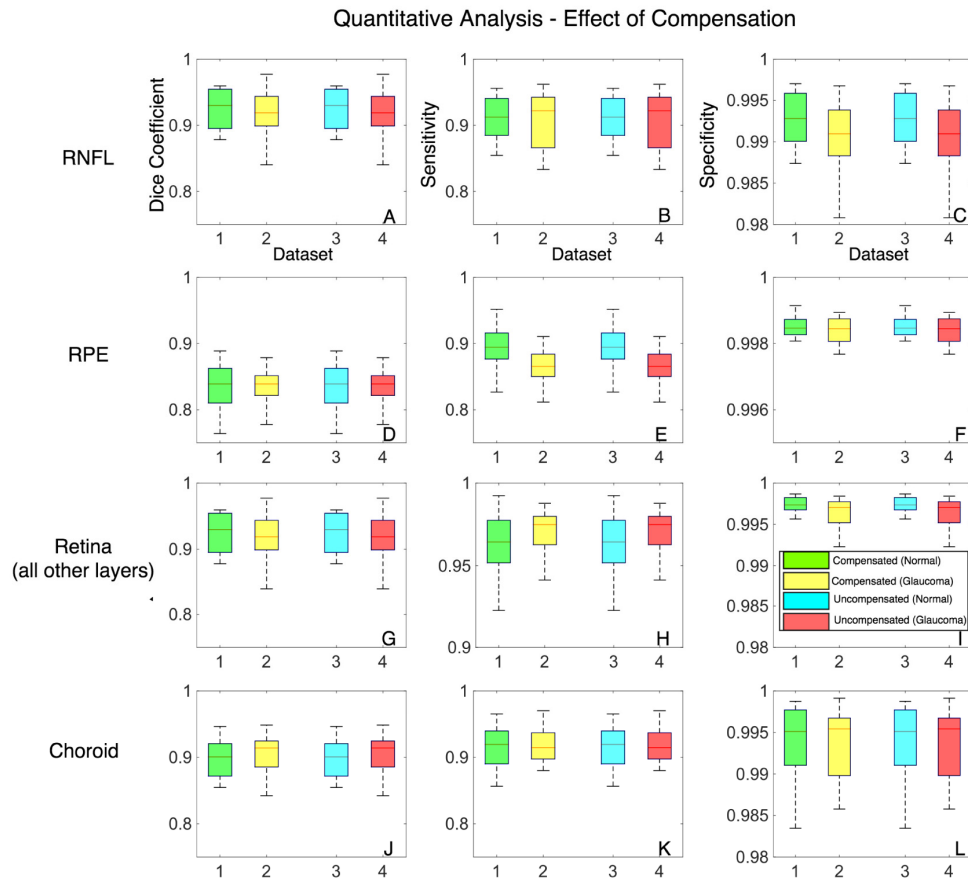 Quantitative Analysis - Effect of Compensation
RNFL
Dice Coefficient
1
0.9
0.8
A
1 2 3 4
Dataset
Sensitivity
1
0.9
0.8
B
1 2 3 4
Dataset
Specificity
1
0.995
0.99
0.985
0.98
C
1 2 3 4
Dataset
RPE
1
0.9
0.8
D
1 2 3 4
1
0.9
0.8
E
1 2 3 4
1
0.998
0.996
F
1 2 3 4
Retina
(all other layers)
1
0.9
0.8
G
1 2 3 4
1
0.95
0.9
H
1 2 3 4
1
0.995
0.99
0.985
0.98
Compensated (Normal)
Compensated (Glaucoma)
Uncompensated (Normal)
Uncompensated (Glaucoma)
I
1 2 3 4
Choroid
1
0.9
0.8
J
1 2 3 4
1
0.9
0.8
K
1 2 3 4
1
0.995
0.99
0.985
0.98
L
1 2 3 4